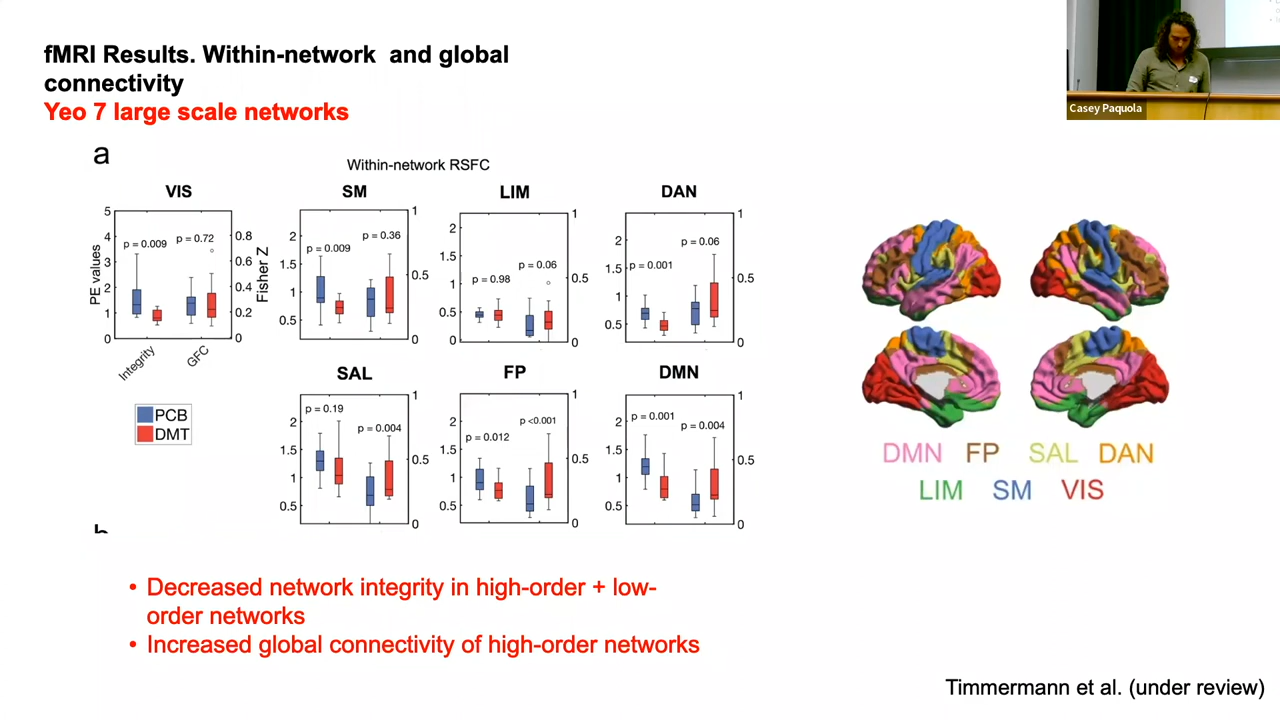 fMRI Results. Within-network and global
connectivity
Yeo 7 large scale networks
Casey Paquola
a
Within-network RSFC
VIS
5
4
3
2
1
0
PE values
p = 0.009
p = 0.72
0.8
0.6
0.4
0.2
0
Fisher Z
Integrity
GFC
SM
2
1.5
1
0.5
p = 0.009
p = 0.36
1
0.5
0
LIM
2
1.5
1
0.5
0
p = 0.98
p = 0.06
1
0.5
0
DAN
2
1.5
1
0.5
p = 0.001
p = 0.06
1
0.5
0
PCB
DMT
SAL
2
1.5
1
0.5
p = 0.19
p = 0.004
1
0.5
0
FP
2
1.5
1
0.5
p = 0.012
p <0.001
1
0.5
0
DMN
2
1.5
1
0.5
p = 0.001
p = 0.004
1
0.5
0
DMN FP SAL DAN
LIM SM VIS
• Decreased network integrity in high-order + low-
order networks
• Increased global connectivity of high-order networks
Timmermann et al. (under review)